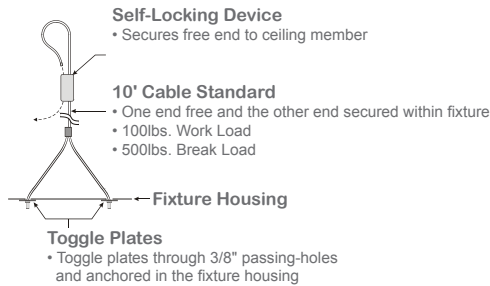 Self-Locking Device
• Secures free end to ceiling member
10' Cable Standard
• One end free and the other end secured within fixture
• 100lbs. Work Load
• 500lbs. Break Load
Fixture Housing
Toggle Plates
• Toggle plates through 3/8" passing-holes
and anchored in the fixture housing